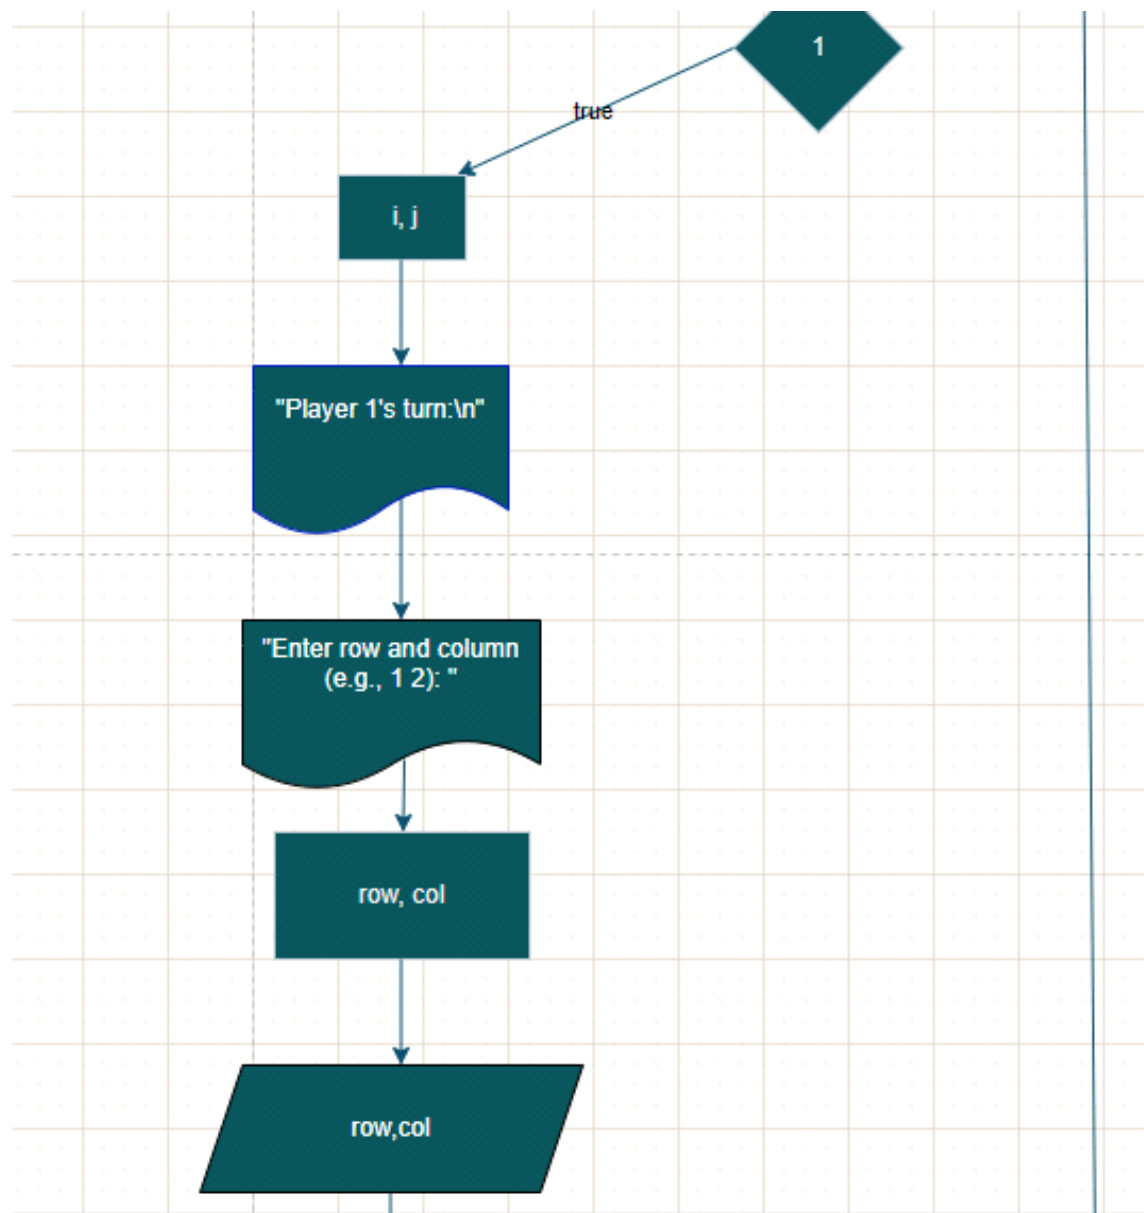 1
true
i, j
"Player 1's turn:\n"
"Enter row and column
(e.g., 1 2): "
row, col
row,col